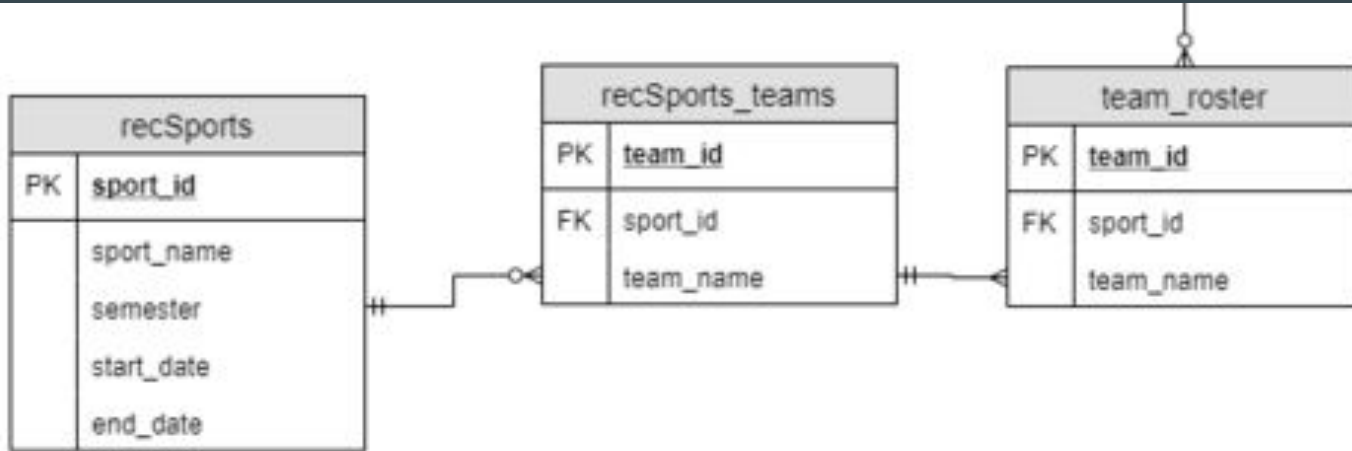 recSports
PK sport_id
sport_name
semester
start_date
end_date
recSports_teams
PK team_id
FK sport_id
team_name
team_roster
PK team_id
FK sport_id
team_name